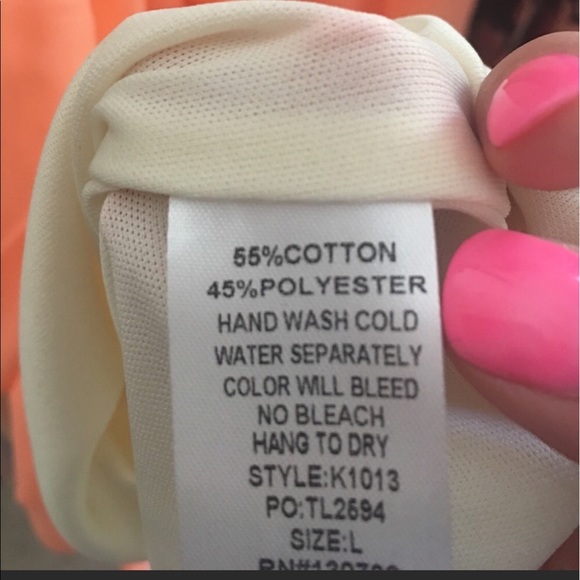 55%COTTON
45%POLYESTER
HAND WASH COLD
WATER SEPARATELY
COLOR WILL BLEED
NO BLEACH
HANG TO DRY
STYLE:K1013
PO:TL2594
SIZE:L